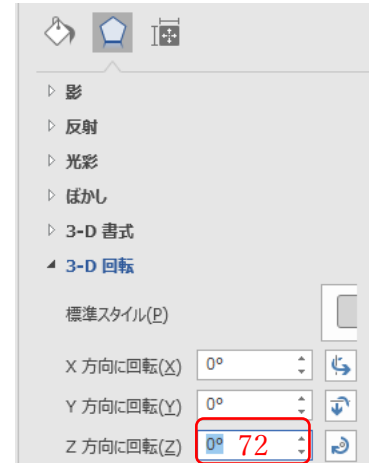 影
反射
光彩
ぼかし
3-D 書式
3-D 回転
標準スタイル(P)
X 方向に回転(X) 0°
Y 方向に回転(Y) 0°
Z 方向に回転(Z) 0° 72